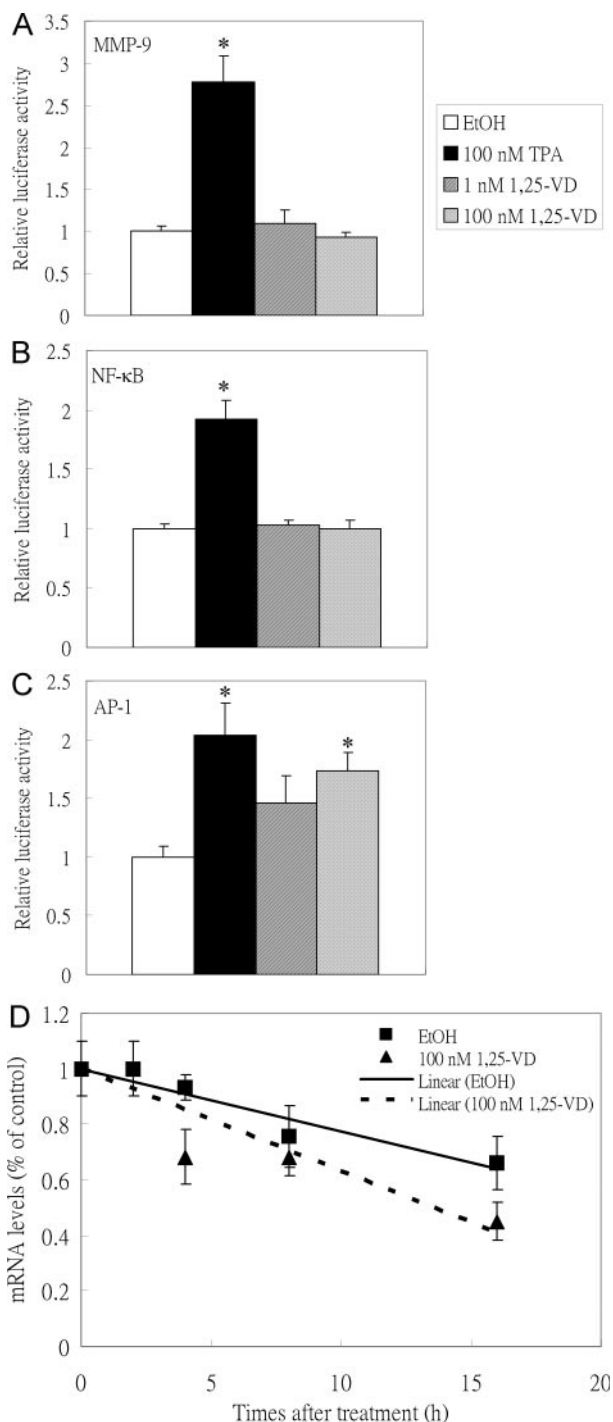 A
MMP-9
Relative luciferase activity
3.5
3
2.5
2
1.5
1
0.5
0
*
EtOH
100 nM TPA
1 nM 1,25-VD
100 nM 1,25-VD
B
NF-κB
Relative luciferase activity
2.5
2
1.5
1
0.5
0
*
C
AP-1
Relative luciferase activity
2.5
2
1.5
1
0.5
0
*
*
D
mRNA levels (% of control)
1.2
1
0.8
0.6
0.4
0.2
0
EtOH
100 nM 1,25-VD
Linear (EtOH)
Linear (100 nM 1,25-VD)
0 5 10 15 20
Times after treatment (h)